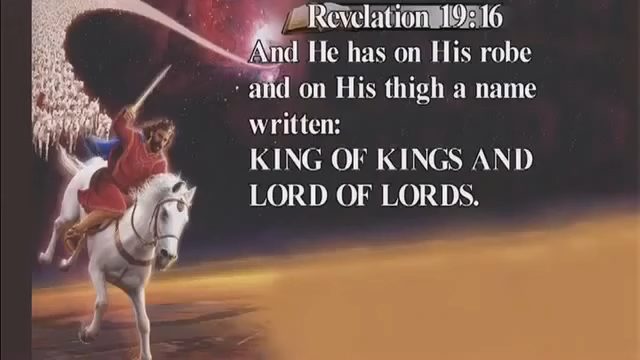 Revelation 19:16
And He has on His robe
and on His thigh a name
written:
KING OF KINGS AND
LORD OF LORDS.